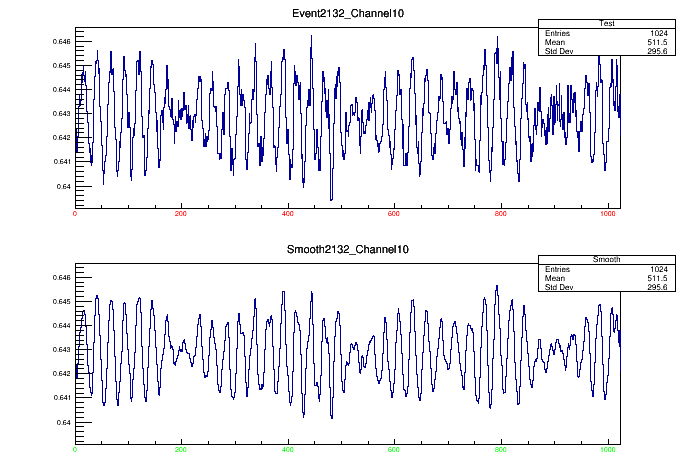 Event2132_Channel10
Test
Entries 1024
Mean 511.5
Std Dev 295.6
0.646
0.645
0.644
0.643
0.642
0.641
0.64
0 200 400 600 800 1000
Smooth2132_Channel10
Smooth
Entries 1024
Mean 511.5
Std Dev 295.6
0.646
0.645
0.644
0.643
0.642
0.641
0.64
0 200 400 600 800 1000